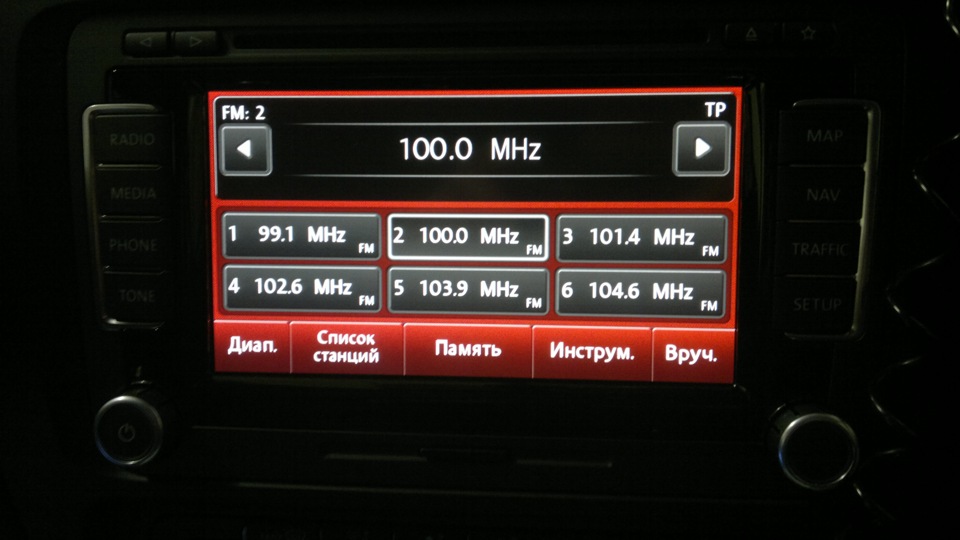 RADIO
MEDIA
PHONE
TONE
FM: 2
TP
100.0 MHz
1 99.1 MHz FM
2 100.0 MHz FM
3 101.4 MHz FM
4 102.6 MHz FM
5 103.9 MHz FM
6 104.6 MHz FM
Диап.
Список
станций
Память
Инструм.
Вруч.
MAP
NAV
TRAFFIC
SETUP